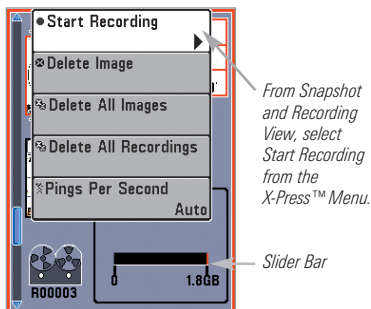 Start Recording
Delete Image
Delete All Images
Delete All Recordings
Pings Per Second
Auto
0
1.8GB
R00003
From Snapshot
and Recording
View, select
Start Recording
from the
X-Press™ Menu.
Slider Bar